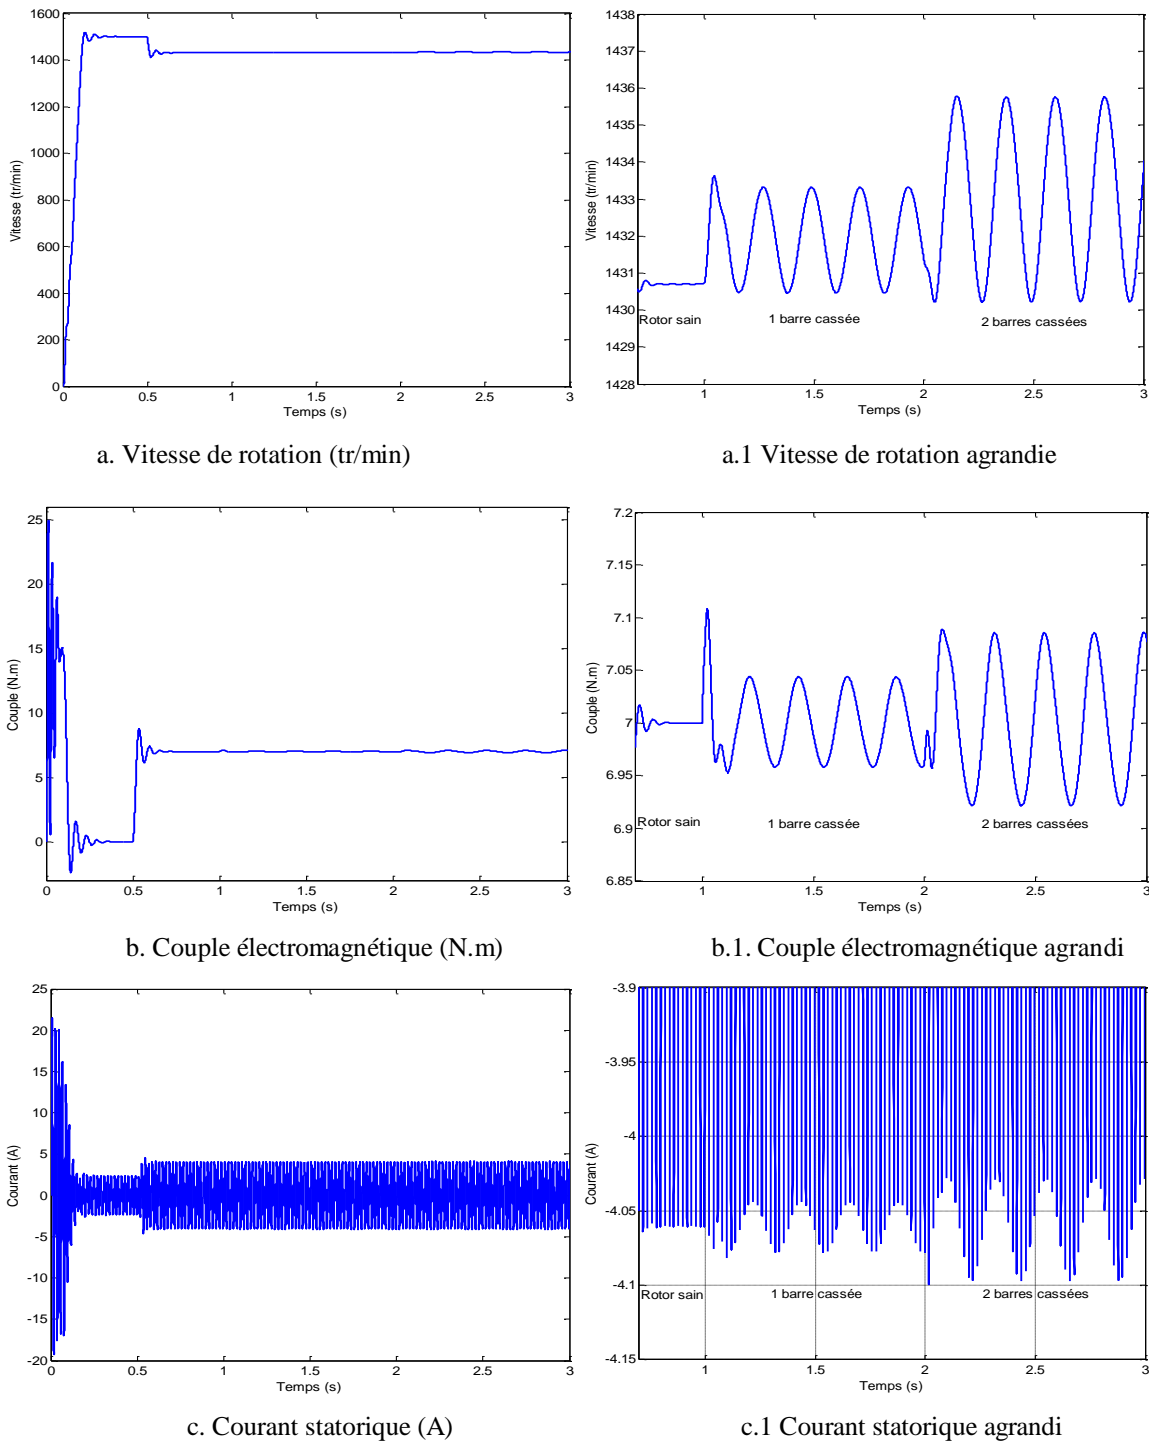 1600
1400
1200
1000
800
600
400
200
0
Vitesse (tr/min)
0 0.5 1 1.5 2 2.5 3
Temps (s)
a. Vitesse de rotation (tr/min)
1438
1437
1436
1435
1434
1433
1432
1431
1430
1429
1428
Vitesse (tr/min)
Rotor sain 1 barre cassée 2 barres cassées
1 1.5 2 2.5 3
Temps (s)
a.1 Vitesse de rotation agrandie
25
20
15
10
5
0
Couple (N.m)
0 0.5 1 1.5 2 2.5 3
Temps (s)
b. Couple électromagnétique (N.m)
7.2
7.15
7.1
7.05
7
6.95
6.9
6.85
Couple (N.m)
Rotor sain 1 barre cassée 2 barres cassées
1 1.5 2 2.5 3
Temps (s)
b.1. Couple électromagnétique agrandi
25
20
15
10
5
0
-5
-10
-15
-20
Courant (A)
0 0.5 1 1.5 2 2.5 3
Temps (s)
c. Courant statorique (A)
-3.9
-3.95
-4
-4.05
-4.1
-4.15
Courant (A)
Rotor sain 1 barre cassée 2 barres cassées
1 1.5 2 2.5 3
Temps (s)
c.1 Courant statorique agrandi